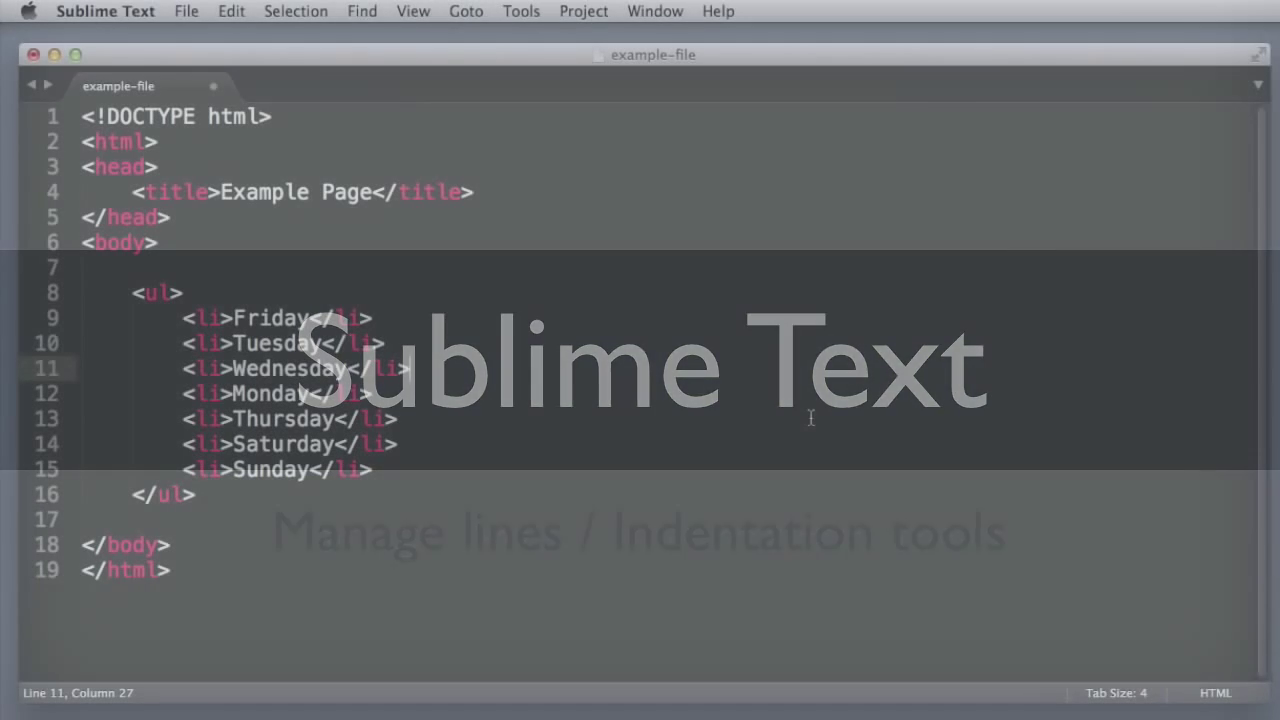 Sublime Text File Edit Selection Find View Goto Tools Project Window Help
example-file
example-file
1 <!DOCTYPE html>
2 <html>
3 <head>
4 <title>Example Page</title>
5 </head>
6 <body>
7
8 <ul>
9 <li>Friday</li>
10 <li>Tuesday</li>
11 <li>Wednesday</li>
12 <li>Monday</li>
13 <li>Thursday</li>
14 <li>Saturday</li>
15 <li>Sunday</li>
16 </ul>
17
18 </body>
19 </html>
Sublime Text
Manage lines / Indentation tools
Line 11, Column 27 Tab Size: 4 HTML